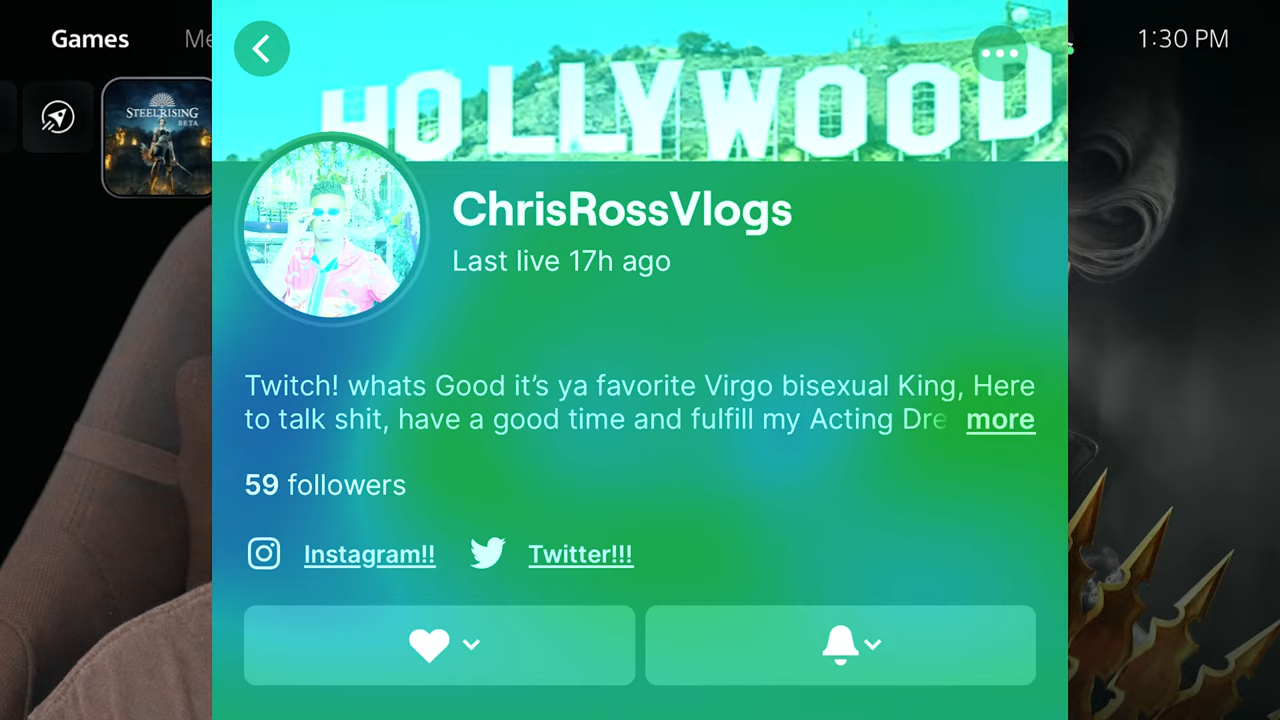 Games
Me
1:30 PM
STEELRISING
BETA
HOLLYWOOD
ChrisRossVlogs
Last live 17h ago
Twitch! whats Good it’s ya favorite Virgo bisexual King, Here
to talk shit, have a good time and fulfill my Acting Dre more
59 followers
Instagram!! Twitter!!!